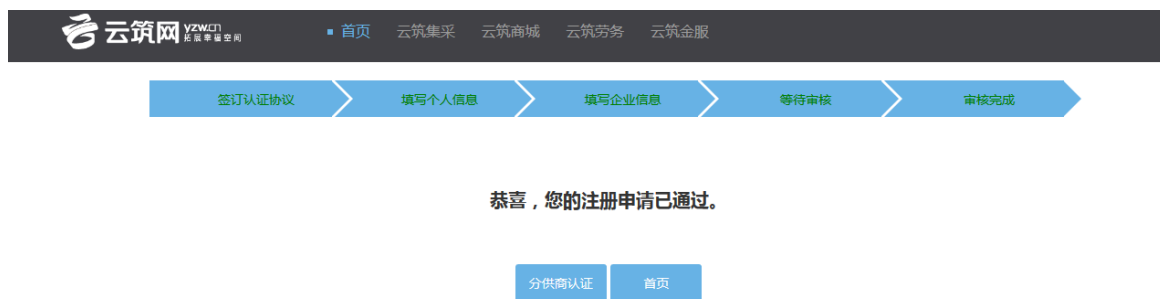 云筑网 yzw.cn 拓展幸福空间 首页 云筑集采 云筑商城 云筑劳务 云筑金服
签订认证协议 填写个人信息 填写企业信息 等待审核 审核完成
恭喜，您的注册申请已通过。
分供商认证 首页